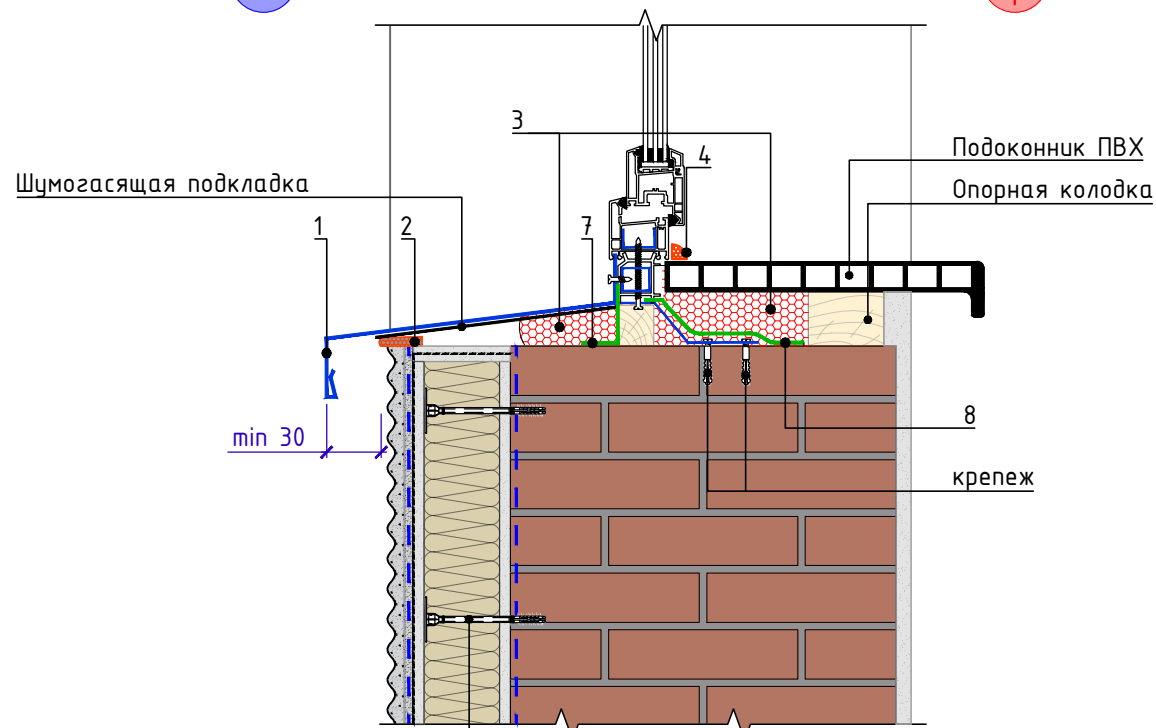 3
4
Подоконник ПВХ
Шумогасящая подкладка
Опорная колодка
1
2
7
8
min 30
крепеж